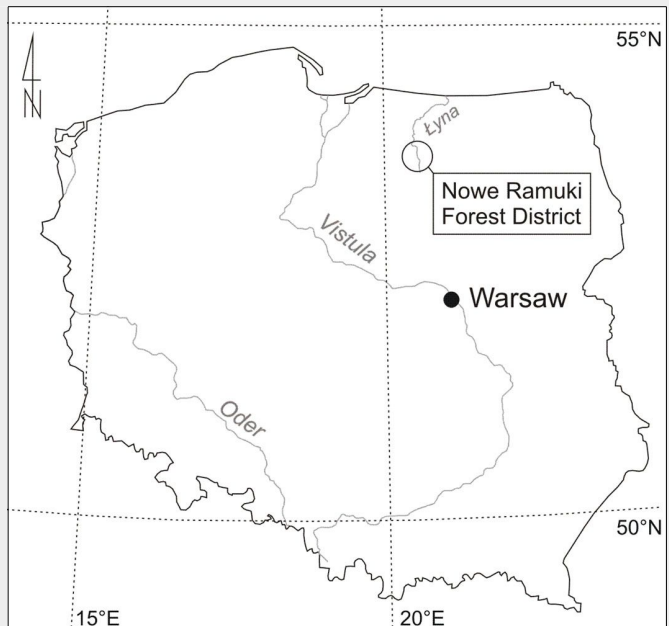 55°N
N
Łyna
Nowe Ramuki
Forest District
Vistula
Warsaw
Oder
50°N
15°E
20°E